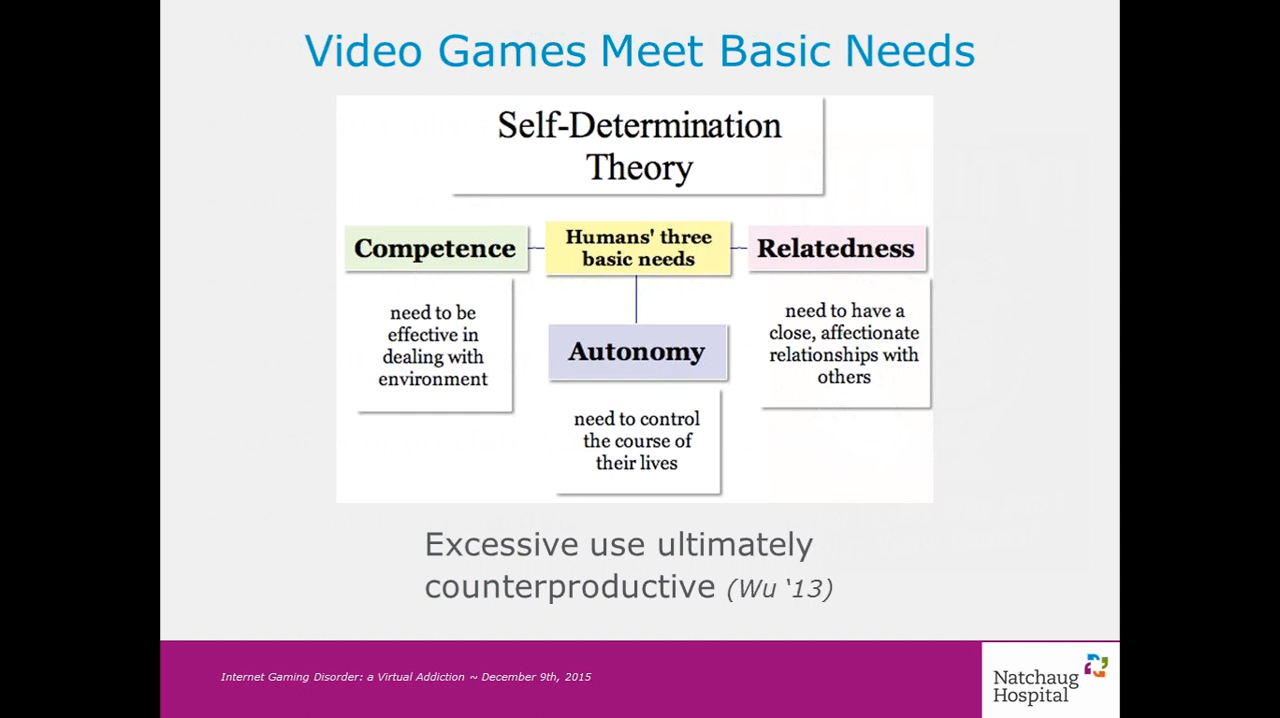 Video Games Meet Basic Needs
Self-Determination
Theory
Competence
Humans' three
basic needs
Relatedness
need to be
effective in
dealing with
environment
Autonomy
need to control
the course of
their lives
need to have a
close, affectionate
relationships with
others
Excessive use ultimately
counterproductive (Wu ‘13)
Internet Gaming Disorder: a Virtual Addiction ~ December 9th, 2015
Natchaug
Hospital